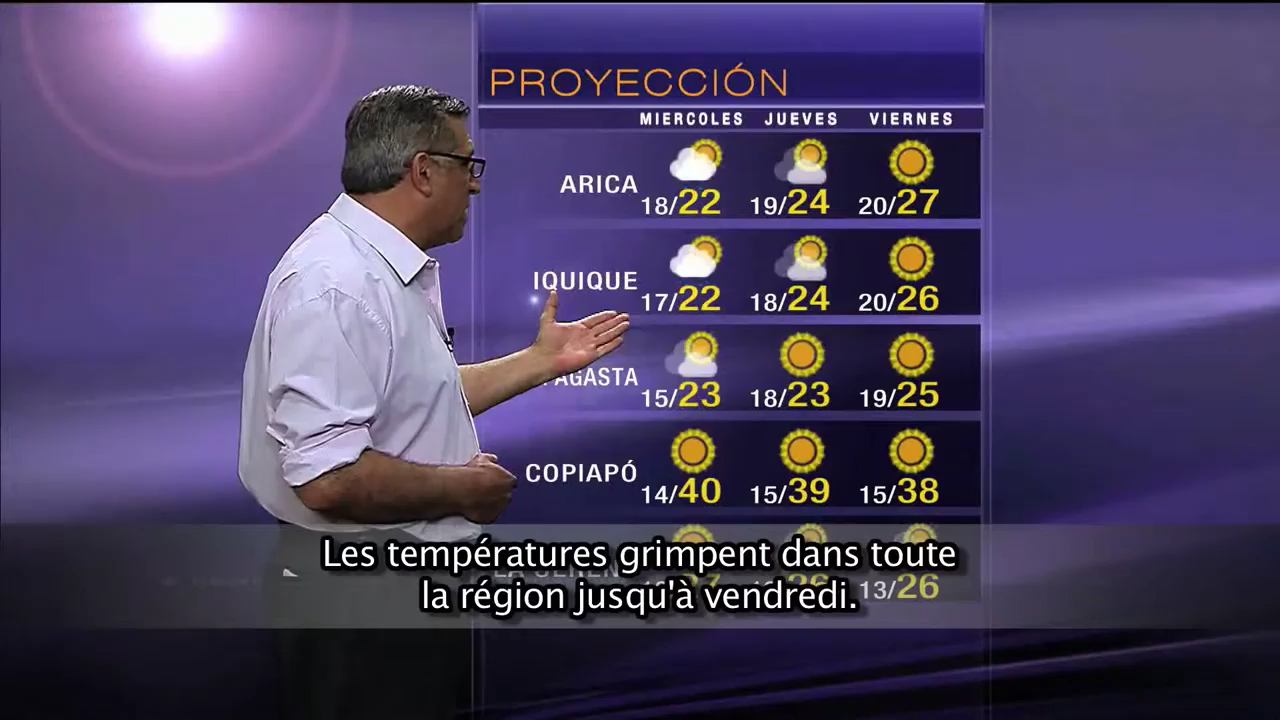 PROYECCIÓN
MIERCOLES JUEVES VIERNES
ARICA 18/22 19/24 20/27
IQUIQUE 17/22 18/24 20/26
FAGASTA 15/23 18/23 19/25
COPIAPÓ 14/40 15/39 15/38
13/26
Les températures grimpent dans toute
la région jusqu'à vendredi.